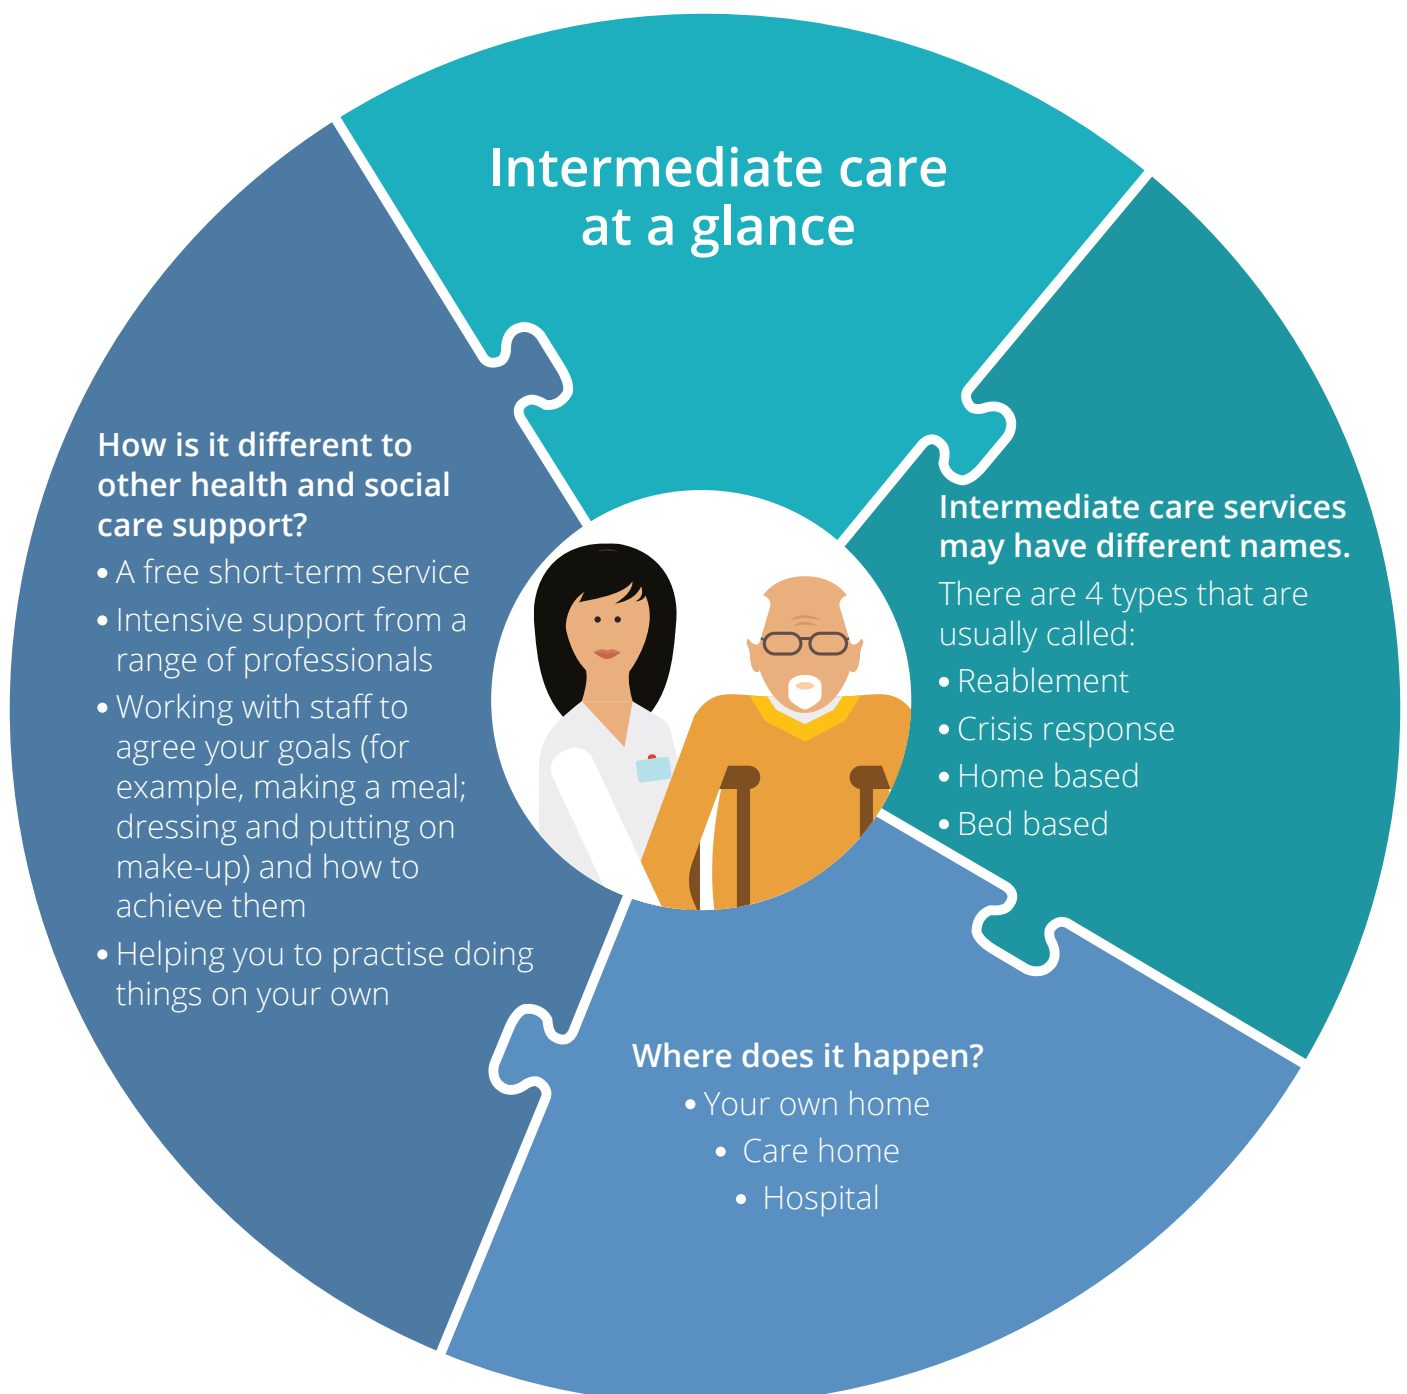 Intermediate care
at a glance
How is it different to
other health and social
care support?
• A free short-term service
• Intensive support from a
range of professionals
• Working with staff to
agree your goals (for
example, making a meal;
dressing and putting on
make-up) and how to
achieve them
• Helping you to practise doing
things on your own
Intermediate care services
may have different names.
There are 4 types that are
usually called:
• Reablement
• Crisis response
• Home based
• Bed based
Where does it happen?
• Your own home
• Care home
• Hospital